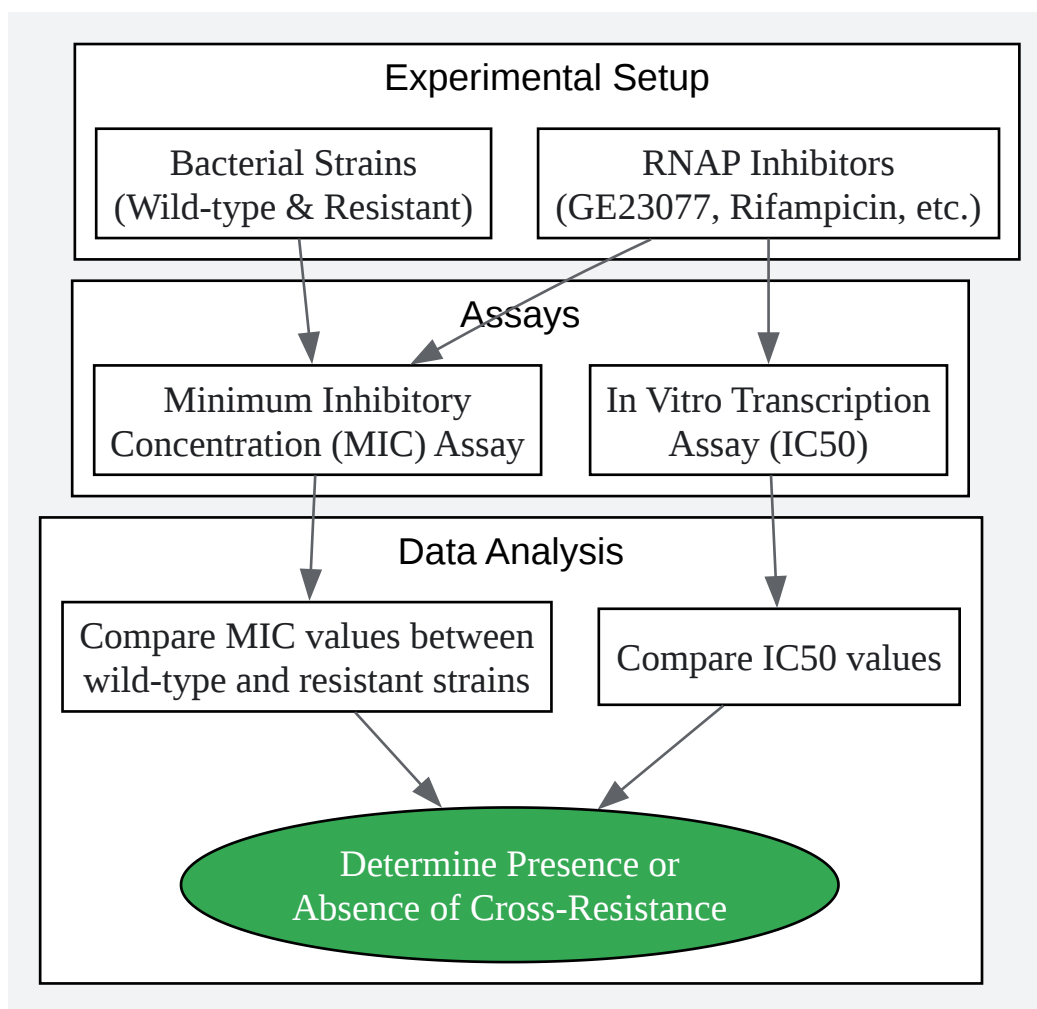 Experimental Setup
Bacterial Strains
(Wild-type & Resistant)
RNAP Inhibitors
(GE23077, Rifampicin, etc.)
Assays
Minimum Inhibitory
Concentration (MIC) Assay
In Vitro Transcription
Assay (IC50)
Data Analysis
Compare MIC values between
wild-type and resistant strains
Compare IC50 values
Determine Presence or
Absence of Cross-Resistance